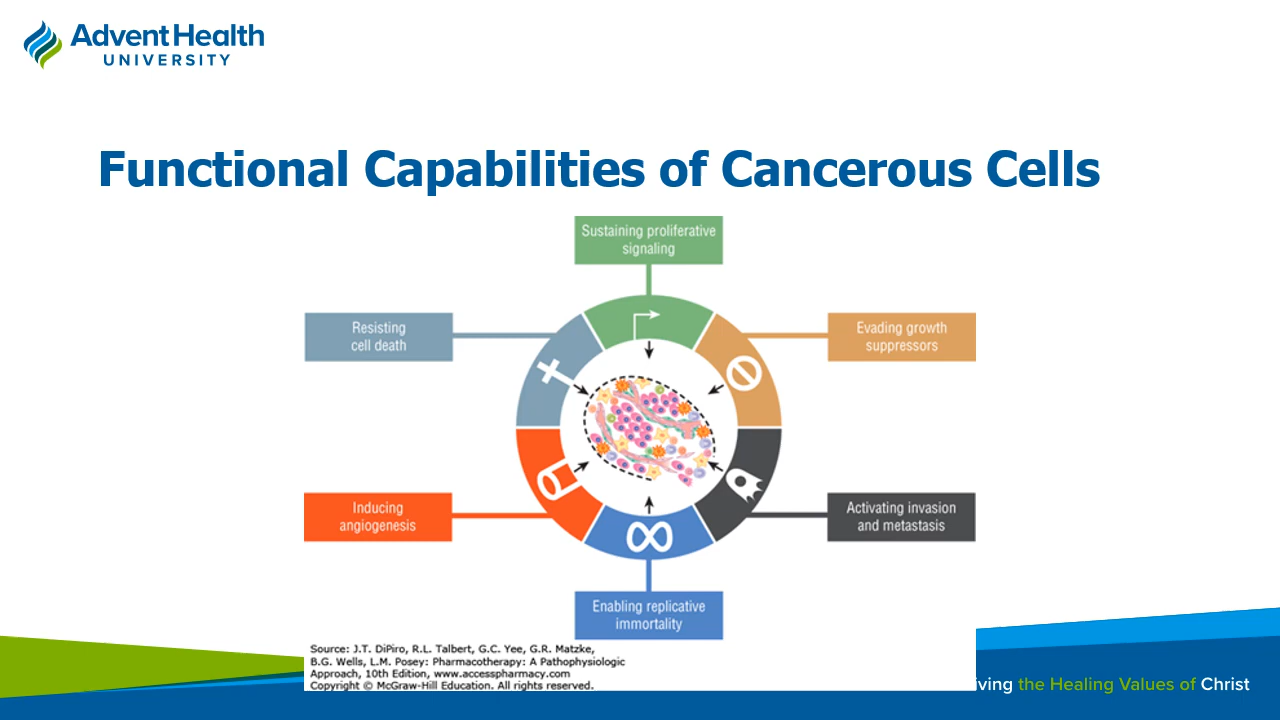 AdventHealth
UNIVERSITY
Functional Capabilities of Cancerous Cells
Sustaining proliferative
signaling
Resisting
cell death
Evading growth
suppressors
Inducing
angiogenesis
Activating invasion
and metastasis
Enabling replicative
immortality
Source: J.T. DiPiro, R.L. Talbert, G.C. Yee, G.R. Matzke,
B.G. Wells, L.M. Posey: Pharmacotherapy: A Pathophysiologic
Approach, 10th Edition, www.accesspharmacy.com
Copyright © McGraw-Hill Education. All rights reserved.
iving the Healing Values of Christ